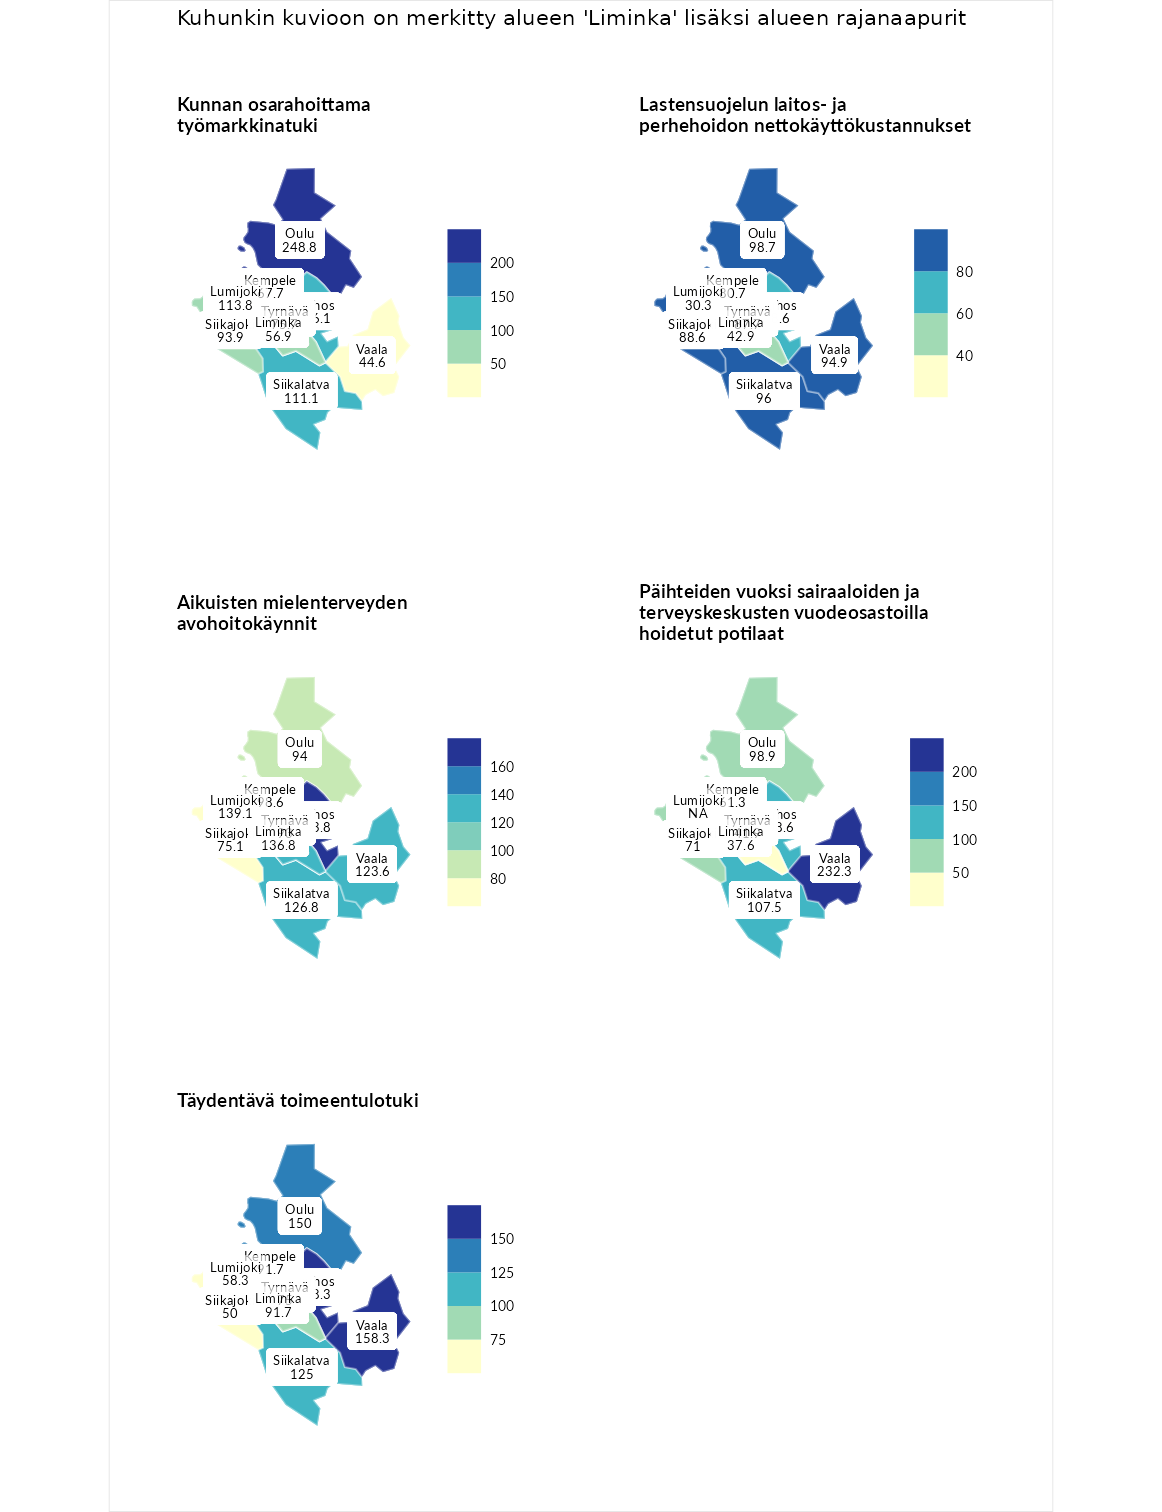 Kuhunkin kuvioon on merkitty alueen 'Liminka' lisäksi alueen rajanaapurit
Kunnan osarahoittama
työmarkkinatuki
Oulu
248.8
Kempele
Lumijoki
113.8
Tyrnävä
Siikajok
93.9
Liminka
56.9
Vaala
44.6
Siikalatva
111.1
200
150
100
50
Lastensuojelun laitos- ja
perhehoidon nettokäyttökustannukset
Oulu
98.7
Kempele
Lumijoki
30.3
Tyrnävä
Siikajok
88.6
Liminka
42.9
Vaala
94.9
Siikalatva
96
80
60
40
Aikuisten mielenterveyden
avohoitokäynnit
Oulu
94
Kempele
Lumijoki
139.1
Tyrnävä
Siikajok
75.1
Liminka
136.8
Vaala
123.6
Siikalatva
126.8
160
140
120
100
80
Päihteiden vuoksi sairaaloiden ja
terveyskeskusten vuodeosastoilla
hoidetut potilaat
Oulu
98.9
Kempele
Lumijoki
NA
Tyrnävä
Siikajok
71
Liminka
37.6
Vaala
232.3
Siikalatva
107.5
200
150
100
50
Täydentävä toimeentulotuki
Oulu
150
Kempele
Lumijoki
58.3
Tyrnävä
Siikajok
50
Liminka
91.7
Vaala
158.3
Siikalatva
125
150
125
100
75